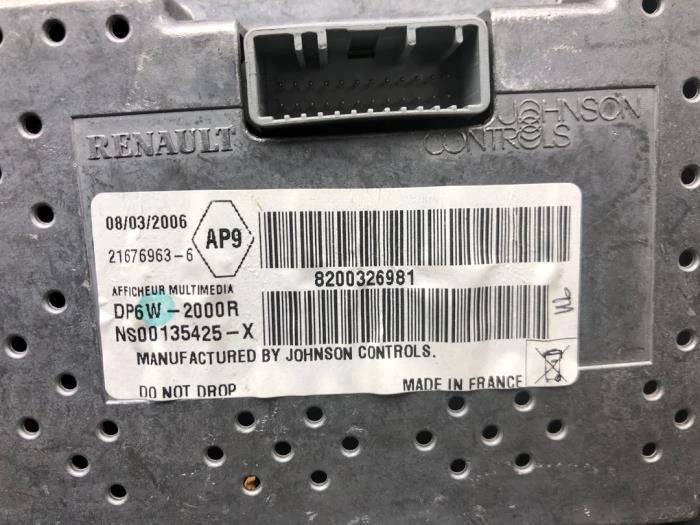 RENAULT
JOHNSON
CONTROLS
08/03/2006
AP9
21676963-6
8200326981
AFFICHEUR MULTIMEDIA
DP6W-2000R
NS00135425-X
MANUFACTURED BY JOHNSON CONTROLS.
DO NOT DROP
MADE IN FRANCE